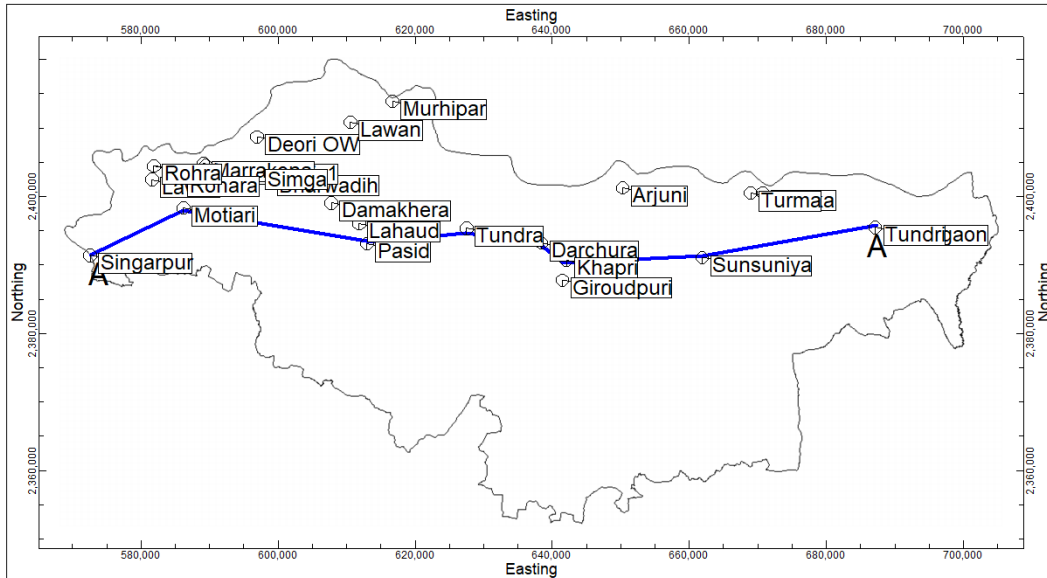 Easting
580,000
600,000
620,000
640,000
660,000
680,000
700,000
Murhipar
Lawan
Deori OW
Rohra
Simga
Damakhera
Arjuni
Motiari
Lahaud
Tundra
Pasid
Darchura
Khapri
Giroudpuri
Sunsuniya
Singarpur
A
A
Northing
2,400,000
2,380,000
2,360,000
Northing
2,400,000
2,380,000
2,360,000
580,000
600,000
620,000
640,000
660,000
680,000
700,000
Easting